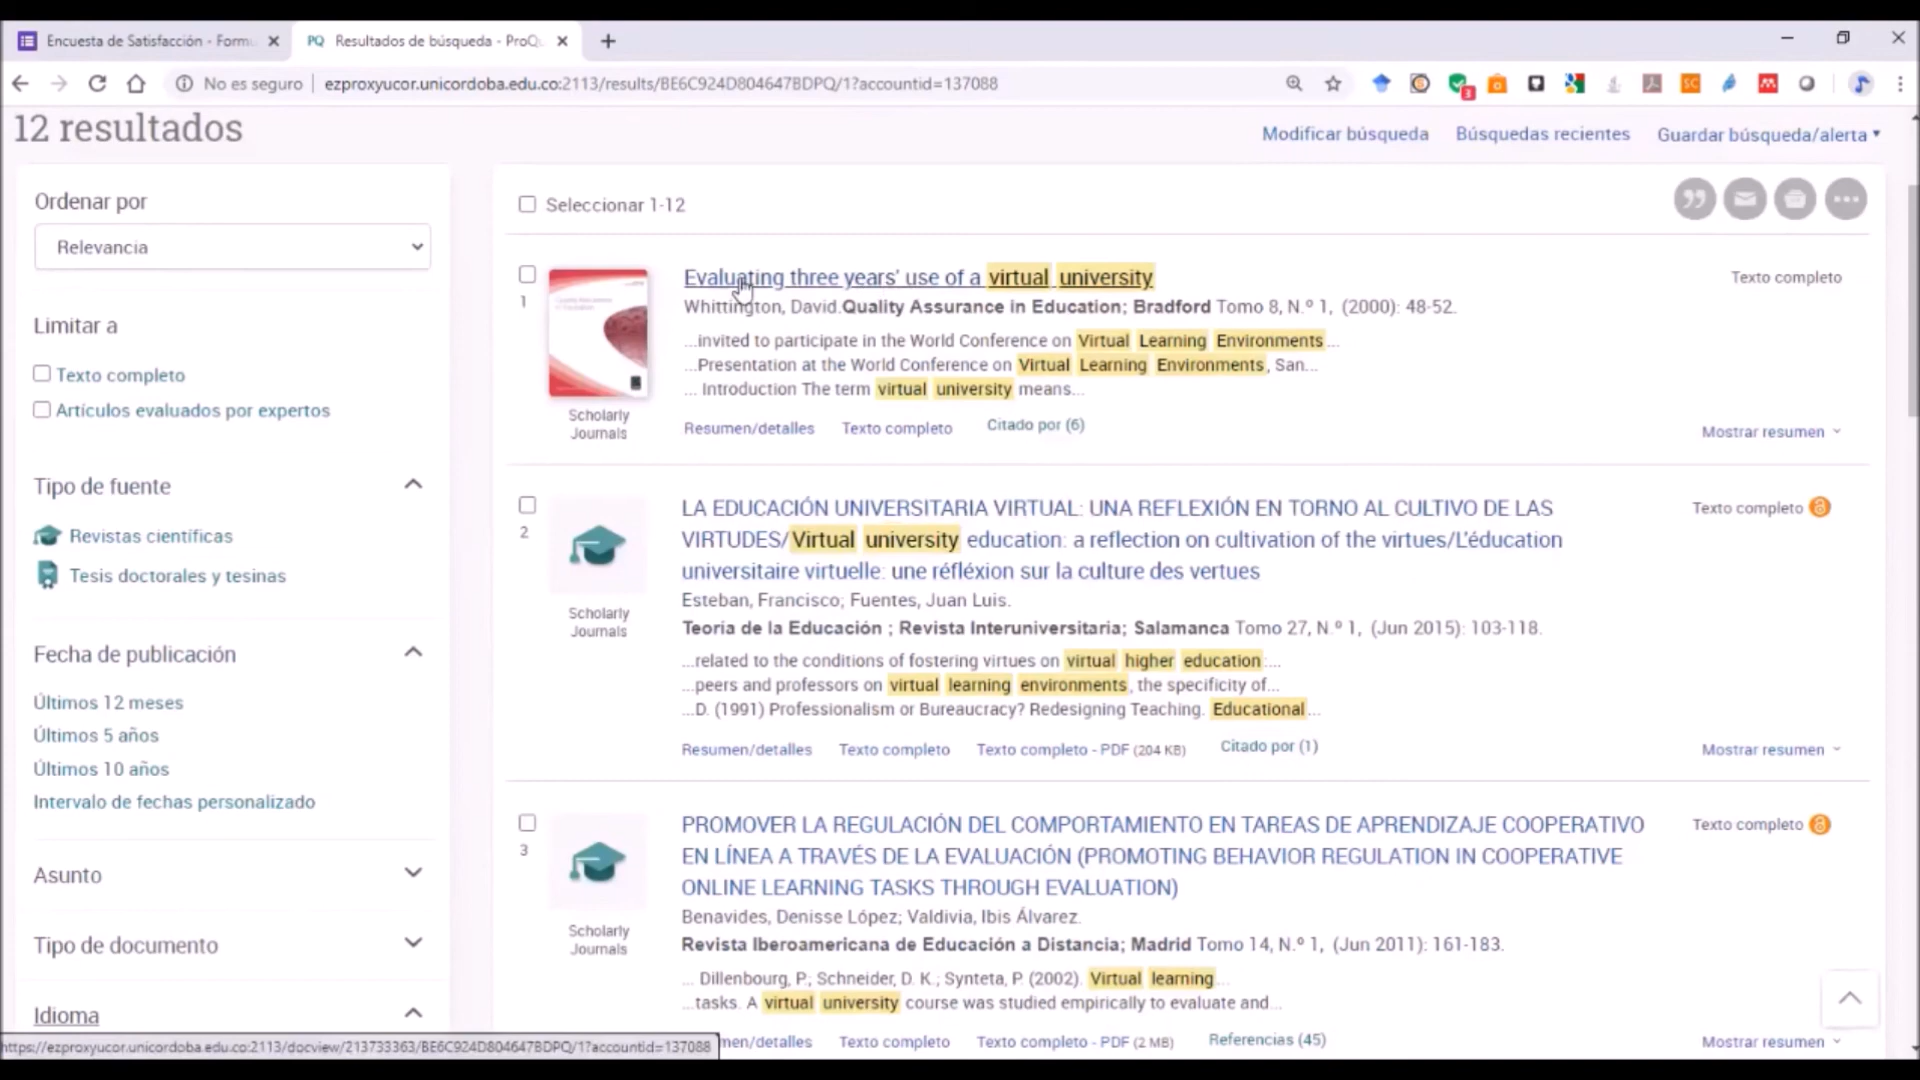 Encuesta de Satisfacción - Formu
PQ Resultados de búsqueda - ProQu
No es seguro
ezproxyucor.unicordoba.edu.co:2113/results/BE6C924D804647BDPQ/1?accountid=137088
12 resultados
Modificar búsqueda
Búsquedas recientes
Guardar búsqueda/alerta
Ordenar por
Relevancia
Limitar a
Texto completo
Artículos evaluados por expertos
Tipo de fuente
Revistas científicas
Tesis doctorales y tesinas
Fecha de publicación
Últimos 12 meses
Últimos 5 años
Últimos 10 años
Intervalo de fechas personalizado
Asunto
Tipo de documento
Idioma
Seleccionar 1-12
1
Scholarly
Journals
Evaluating three years' use of a virtual university
Texto completo
Whittington, David.Quality Assurance in Education; Bradford Tomo 8, N.º 1, (2000): 48-52.
...invited to participate in the World Conference on Virtual Learning Environments...
...Presentation at the World Conference on Virtual Learning Environments, San...
... Introduction The term virtual university means...
Resumen/detalles Texto completo Citado por (6)
Mostrar resumen
2
Scholarly
Journals
LA EDUCACIÓN UNIVERSITARIA VIRTUAL: UNA REFLEXIÓN EN TORNO AL CULTIVO DE LAS
VIRTUDES/Virtual university education: a reflection on cultivation of the virtues/L'éducation
universitaire virtuelle: une réfléxion sur la culture des vertues
Texto completo
Esteban, Francisco; Fuentes, Juan Luis.
Teoría de la Educación ; Revista Interuniversitaria; Salamanca Tomo 27, N.º 1, (Jun 2015): 103-118.
...related to the conditions of fostering virtues on virtual higher education:...
...peers and professors on virtual learning environments, the specificity of...
...D. (1991) Professionalism or Bureaucracy? Redesigning Teaching. Educational...
Resumen/detalles Texto completo Texto completo - PDF (204 KB) Citado por (1)
Mostrar resumen
3
Scholarly
Journals
PROMOVER LA REGULACIÓN DEL COMPORTAMIENTO EN TAREAS DE APRENDIZAJE COOPERATIVO
EN LÍNEA A TRAVÉS DE LA EVALUACIÓN (PROMOTING BEHAVIOR REGULATION IN COOPERATIVE
ONLINE LEARNING TASKS THROUGH EVALUATION)
Texto completo
Benavides, Denisse López; Valdivia, Ibis Álvarez.
Revista Iberoamericana de Educación a Distancia; Madrid Tomo 14, N.º 1, (Jun 2011): 161-183.
... Dillenbourg, P.; Schneider, D. K.; Synteta, P. (2002). Virtual learning...
...tasks. A virtual university course was studied empirically to evaluate and...
men/detalles Texto completo Texto completo - PDF (2 MB) Referencias (45)
Mostrar resumen
https://ezproxyucor.unicordoba.edu.co:2113/docview/213733363/BE6C924D804647BDPQ/1?accountid=137088